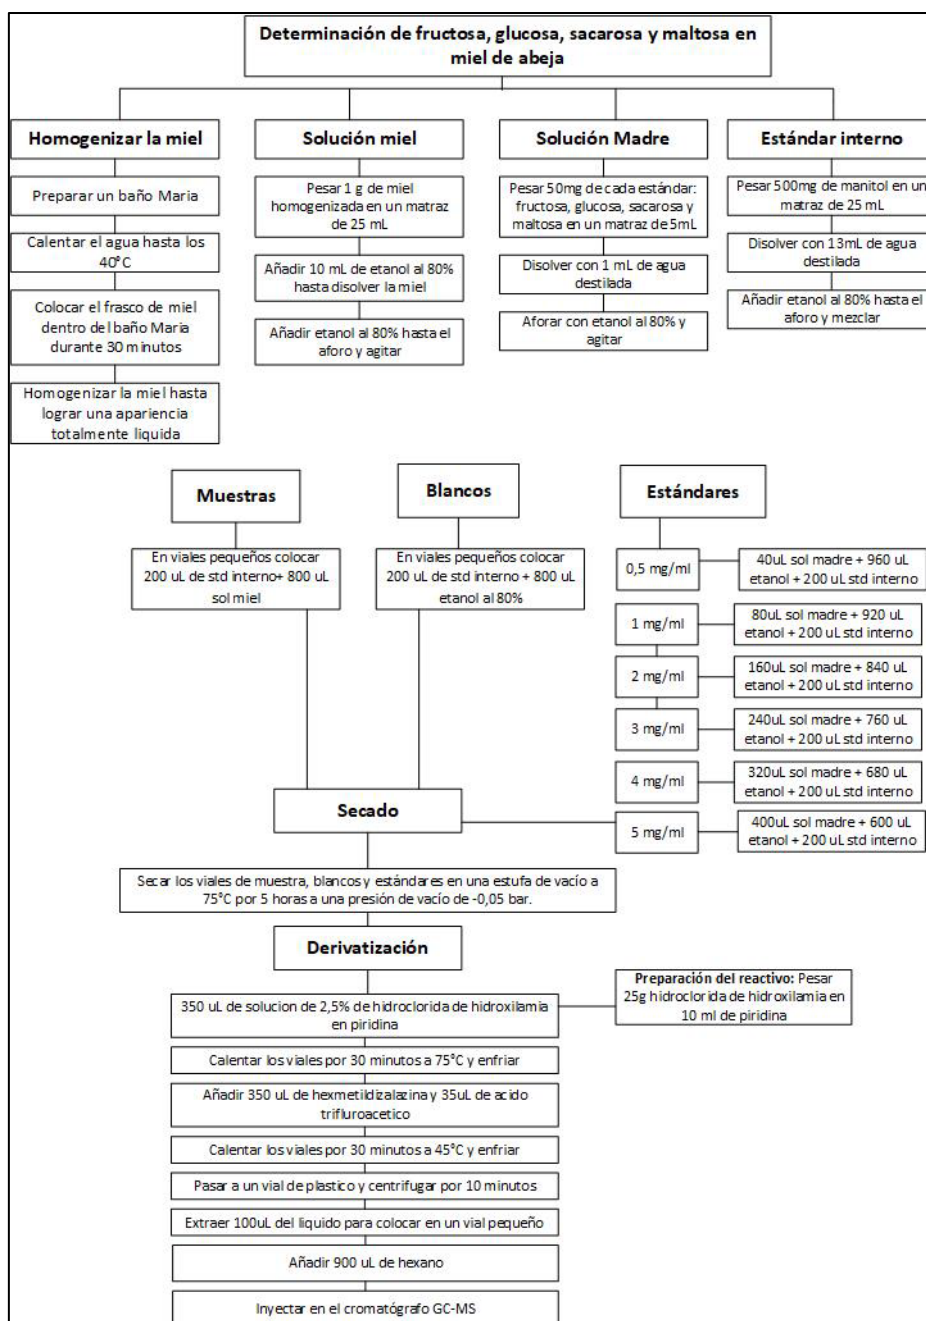 Determinación de fructosa, glucosa, sacarosa y maltosa en
miel de abeja
Homogenizar la miel
Preparar un baño Maria
Calentar el agua hasta los
40°C
Colocar el frasco de miel
dentro del baño Maria
durante 30 minutos
Homogenizar la miel hasta
lograr una apariencia
totalmente liquida
Solución miel
Pesar 1 g de miel
homogenizada en un matraz
de 25 mL
Añadir 10 mL de etanol al 80%
hasta disolver la miel
Añadir etanol al 80% hasta el
aforo y agitar
Solución Madre
Pesar 50mg de cada estándar:
fructosa, glucosa, sacarosa y
maltosa en un matraz de 5mL
Disolver con 1 mL de agua
destilada
Aforar con etanol al 80% y
agitar
Estándar interno
Pesar 500mg de manitol en un
matraz de 25 mL
Disolver con 13mL de agua
destilada
Añadir etanol al 80% hasta el
aforo y mezclar
Muestras
En viales pequeños colocar
200 uL de std interno+ 800 uL
sol miel
Blancos
En viales pequeños colocar
200 uL de std interno + 800 uL
etanol al 80%
Estándares
0,5 mg/ml
40uL sol madre + 960 uL
etanol + 200 uL std interno
1 mg/ml
80uL sol madre + 920 uL
etanol + 200 uL std interno
2 mg/ml
160uL sol madre + 840 uL
etanol + 200 uL std interno
3 mg/ml
240uL sol madre + 760 uL
etanol + 200 uL std interno
4 mg/ml
320uL sol madre + 680 uL
etanol + 200 uL std interno
5 mg/ml
400uL sol madre + 600 uL
etanol + 200 uL std interno
Secado
Secar los viales de muestra, blancos y estándares en una estufa de vacío a
75°C por 5 horas a una presión de vacío de -0,05 bar.
Derivatización
350 uL de solucion de 2,5% de hidroclorida de hidroxilamia
en piridina
Preparación del reactivo: Pesar
25g hidroclorida de hidroxilamia en
10 ml de piridina
Calentar los viales por 30 minutos a 75°C y enfriar
Añadir 350 uL de hexmetildizalazina y 35uL de acido
trifluroacetico
Calentar los viales por 30 minutos a 45°C y enfriar
Pasar a un vial de plastico y centrifugar por 10 minutos
Extraer 100uL del liquido para colocar en un vial pequeño
Añadir 900 uL de hexano
Inyectar en el cromatógrafo GC-MS